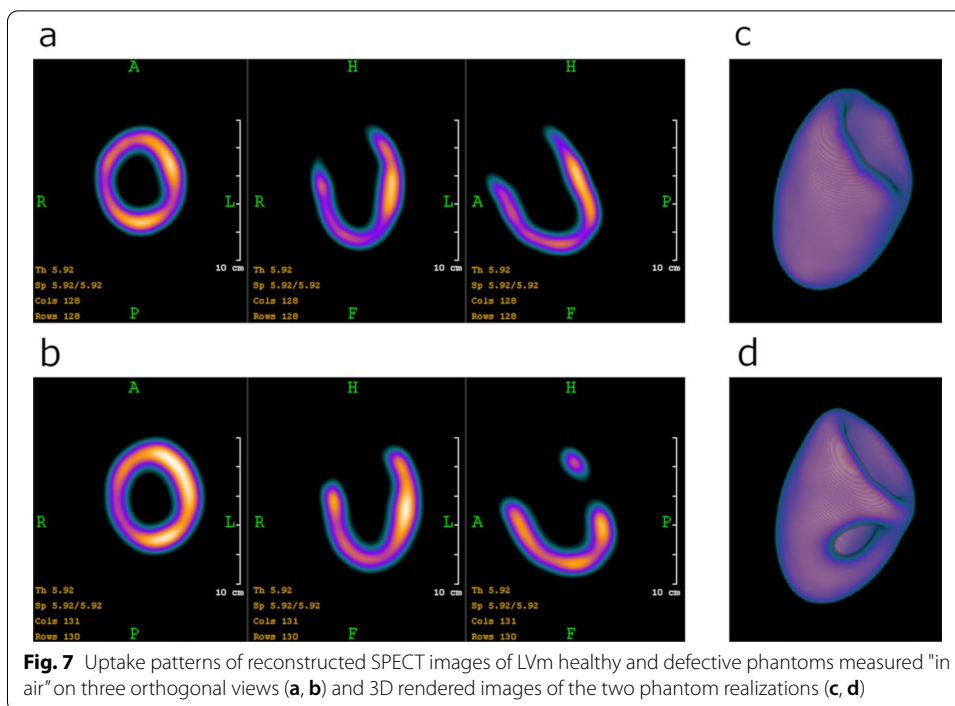 a
c
A H H
R L R L A P
10 cm 10 cm 10 cm
Th 5.92 Th 5.92 Th 5.92
Sp 5.92/5.92 Sp 5.92/5.92 Sp 5.92/5.92
Cols 128 Cols 128 Cols 128
Rows 128 Rows 128 Rows 128
P F F
b
d
A H H
R L R L A P
10 cm 10 cm 10 cm
Th 5.92 Th 5.92 Th 5.92
Sp 5.92/5.92 Sp 5.92/5.92 Sp 5.92/5.92
Cols 131 Cols 131 Cols 131
Rows 130 Rows 130 Rows 130
P F F
Fig. 7 Uptake patterns of reconstructed SPECT images of LVm healthy and defective phantoms measured "in
air" on three orthogonal views (a, b) and 3D rendered images of the two phantom realizations (c, d)